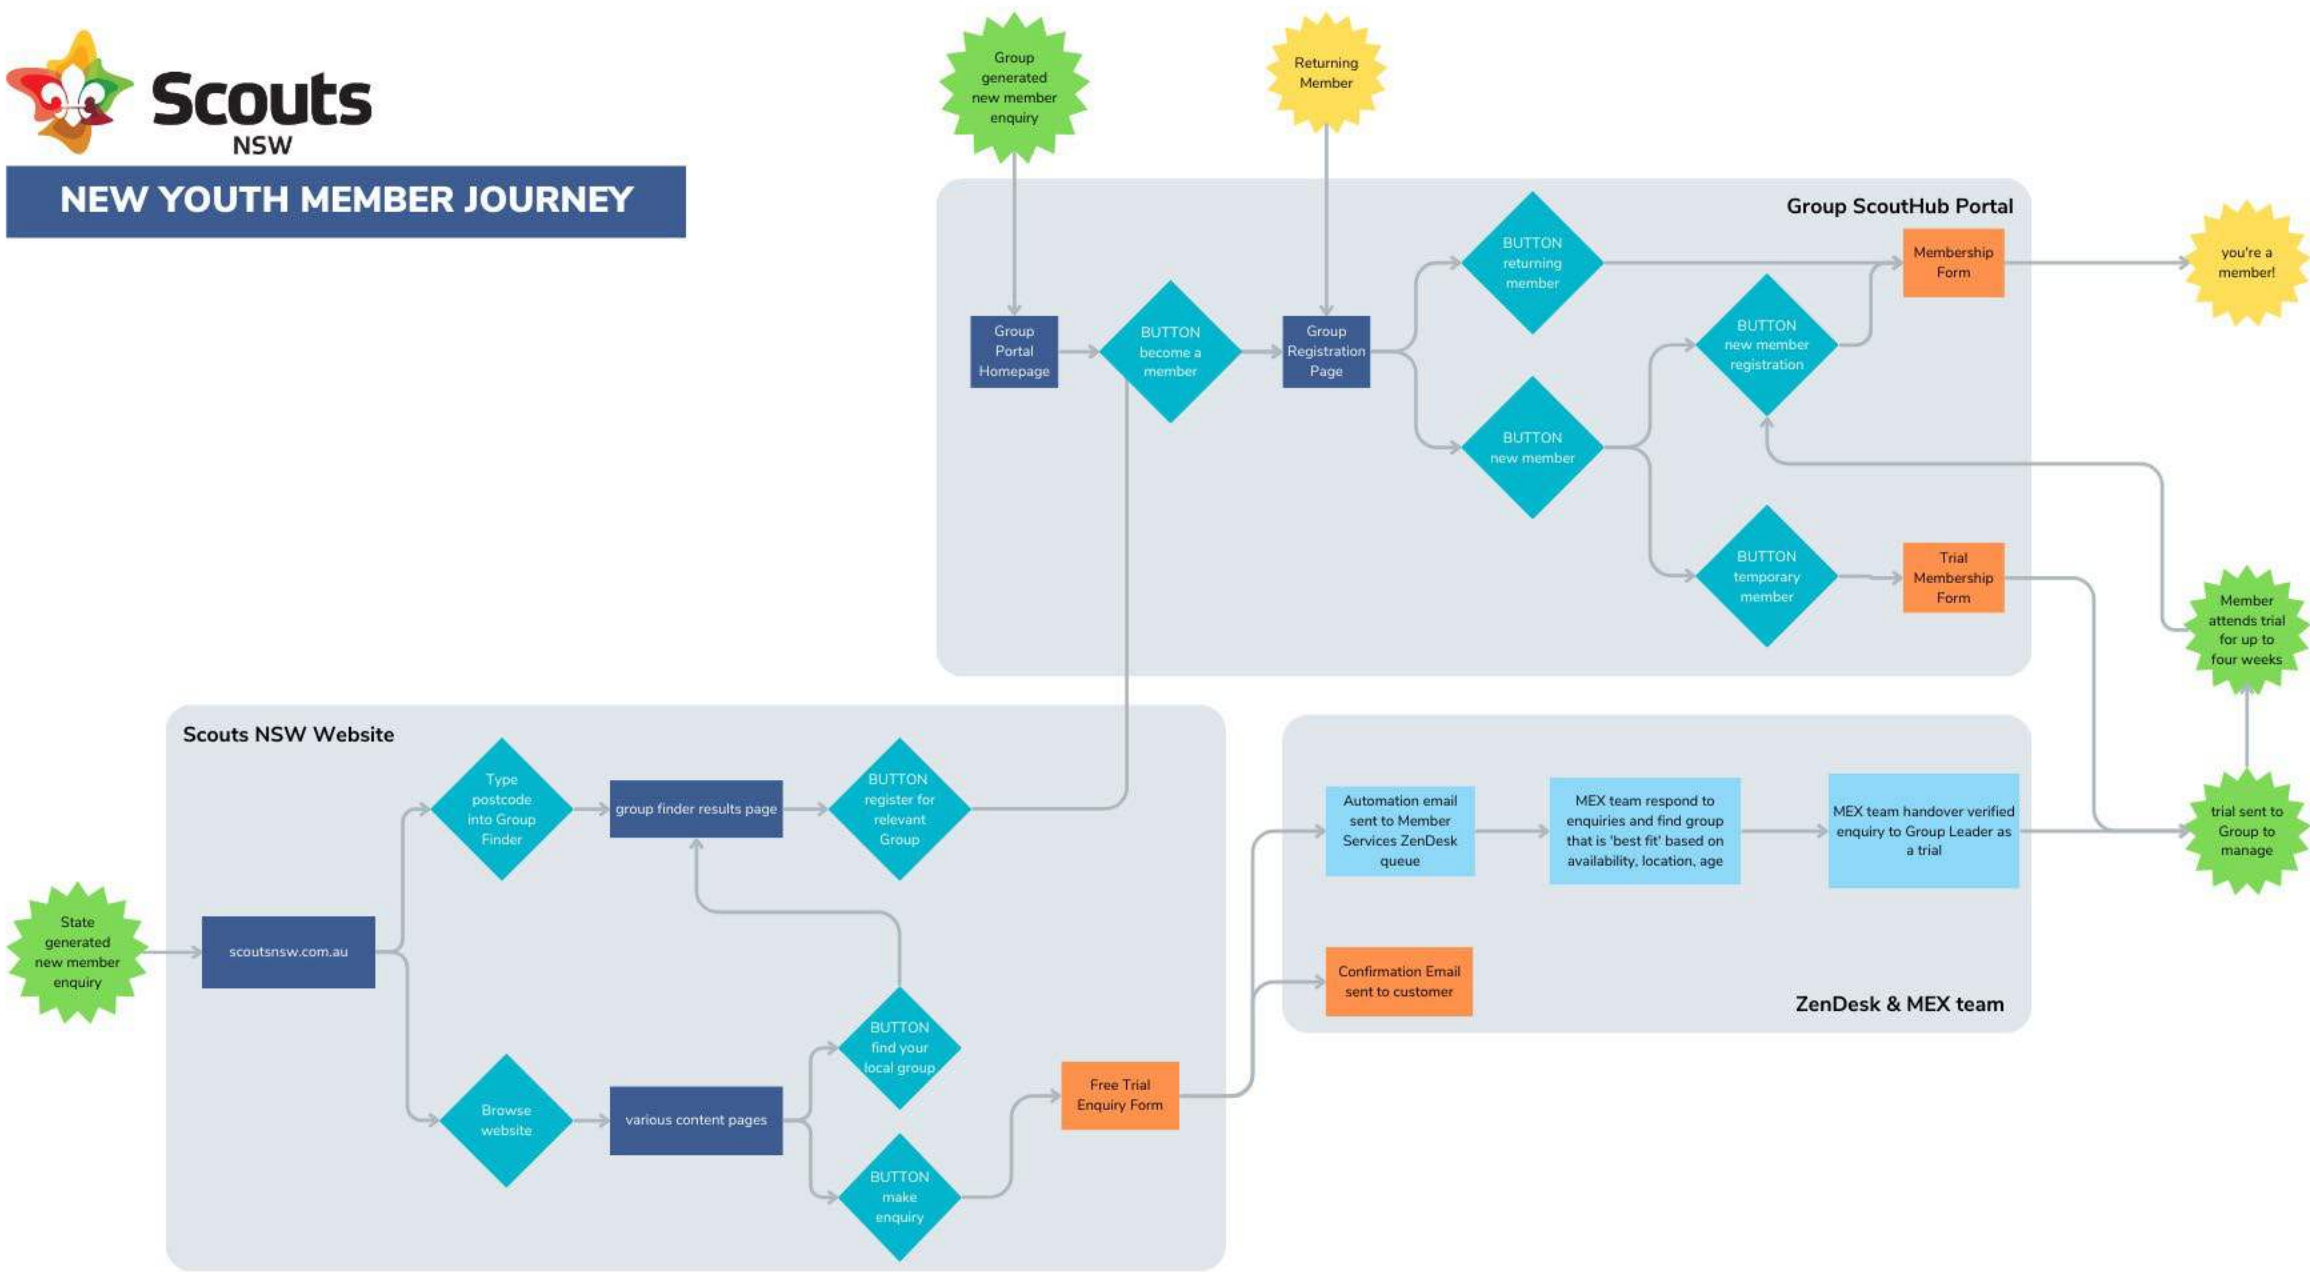 Scouts
NSW
NEW YOUTH MEMBER JOURNEY
Group
generated
new member
enquiry
Returning
Member
Group ScoutHub Portal
Group
Portal
Homepage
BUTTON
become a
member
Group
Registration
Page
BUTTON
returning
member
BUTTON
new member
BUTTON
new member
registration
BUTTON
temporary
member
Membership
Form
Trial
Membership
Form
you're a
member!
Member
attends trial
for up to
four weeks
trial sent to
Group to
manage
Scouts NSW Website
State
generated
new member
enquiry
scoutsnsw.com.au
Type
postcode
into Group
Finder
group finder results page
BUTTON
register for
relevant
Group
Browse
website
various content pages
BUTTON
find your
local group
BUTTON
make
enquiry
Free Trial
Enquiry Form
Automation email
sent to Member
Services ZenDesk
queue
MEX team respond to
enquiries and find group
that is 'best fit' based on
availability, location, age
MEX team handover verified
enquiry to Group Leader as
a trial
Confirmation Email
sent to customer
ZenDesk & MEX team